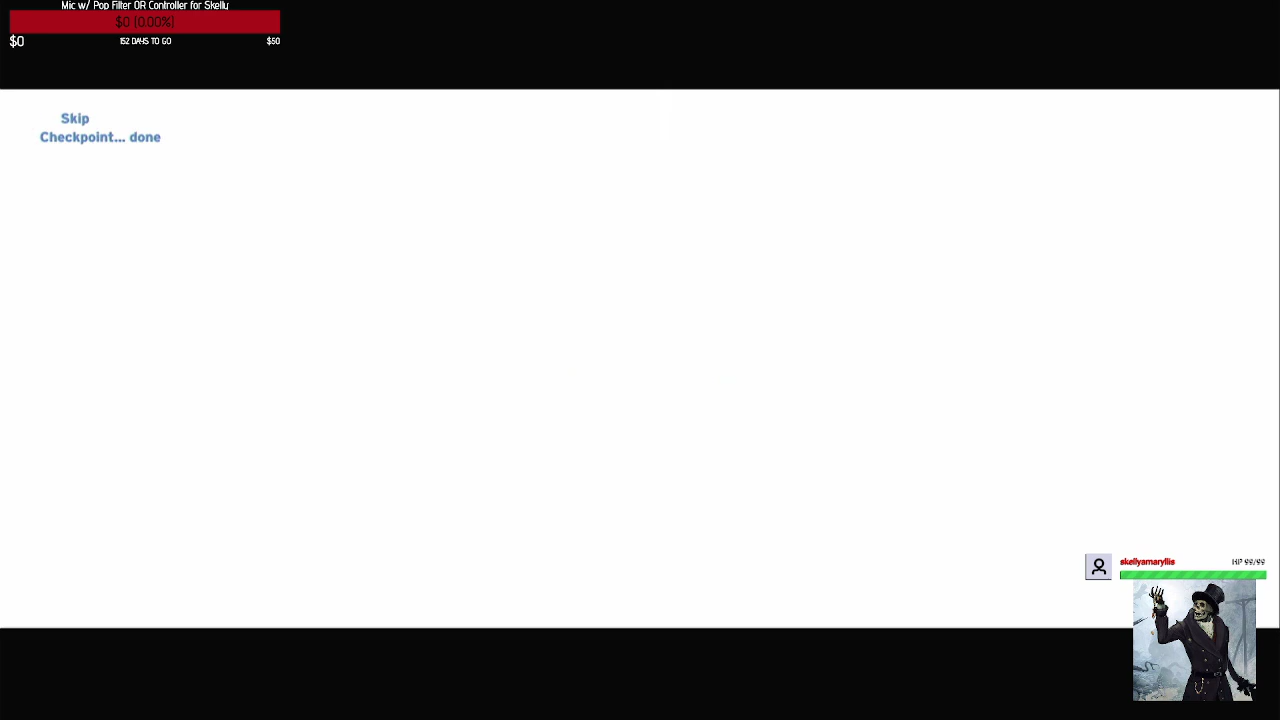 Mic w/ Pop Filter OR Controller for Skelly
$0 (0.00%)
$0 152 DAYS TO GO $50
Skip
Checkpoint... done
skellyamaryllis HP 99/99